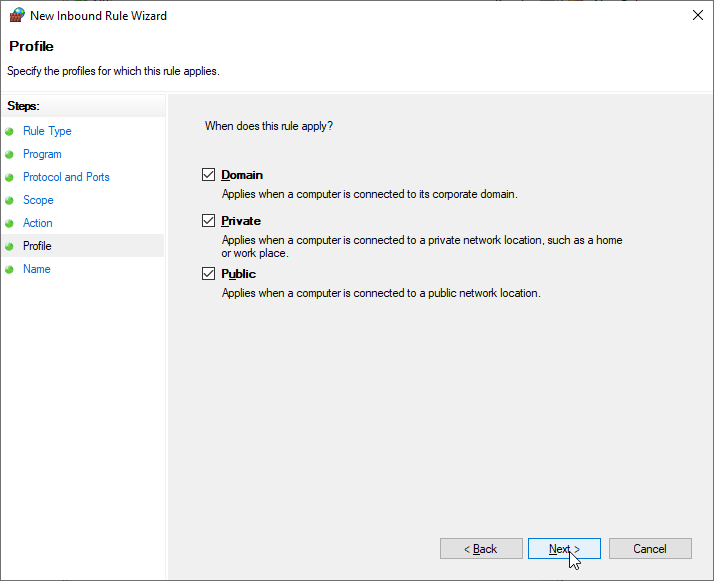 New Inbound Rule Wizard
Profile
Specify the profiles for which this rule applies.
Steps:
Rule Type
Program
Protocol and Ports
Scope
Action
Profile
Name
When does this rule apply?
Domain
Applies when a computer is connected to its corporate domain.
Private
Applies when a computer is connected to a private network location, such as a home
or work place.
Public
Applies when a computer is connected to a public network location.
< Back
Next >
Cancel